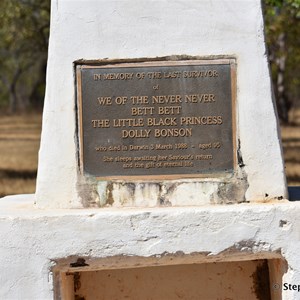 IN MEMORY OF THE LAST SURVIVOR
of
WE OF THE NEVER NEVER
BETT BETT
THE LITTLE BLACK PRINCESS
DOLLY BONSON
who died in Darwin 3 March 1988 - aged 95
She sleeps awaiting her Saviour's return
and the gift of eternal life
© Step